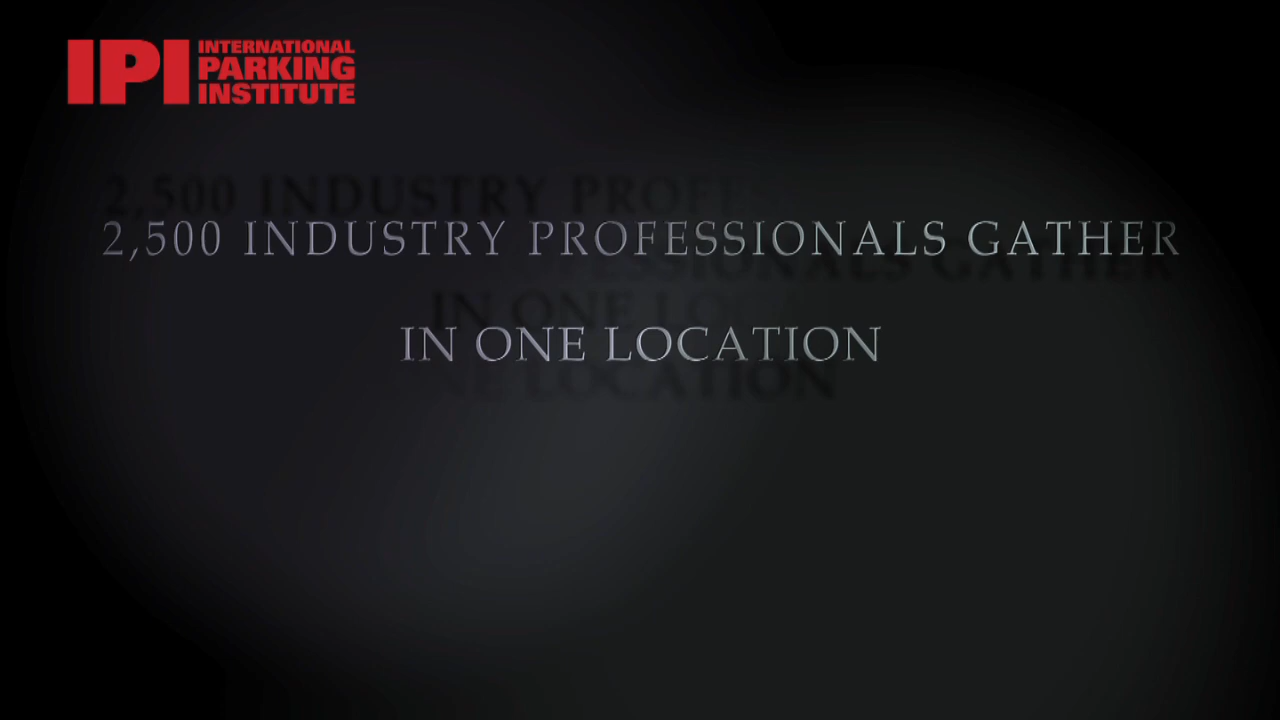 IPI
INTERNATIONAL
PARKING
INSTITUTE
2,500 INDUSTRY PROFESSIONALS GATHER
IN ONE LOCATION